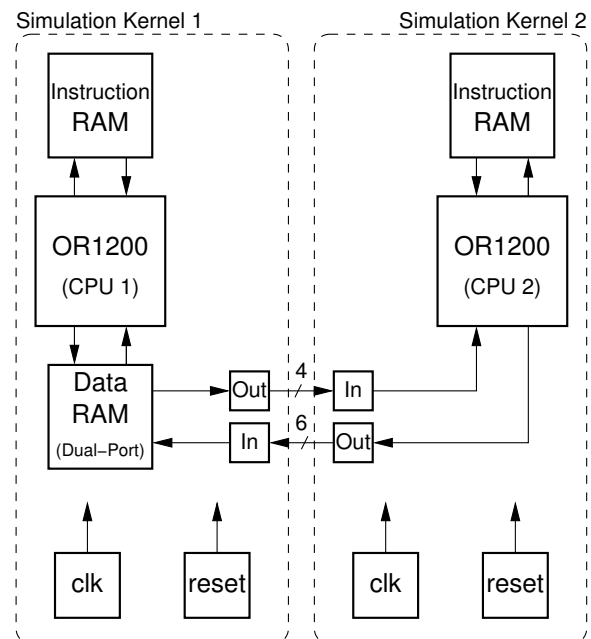 Simulation Kernel 1
Simulation Kernel 2
Instruction
RAM
Instruction
RAM
OR1200
(CPU 1)
OR1200
(CPU 2)
Data
RAM
(Dual−Port)
Out
4
In
In
6
Out
clk
reset
clk
reset